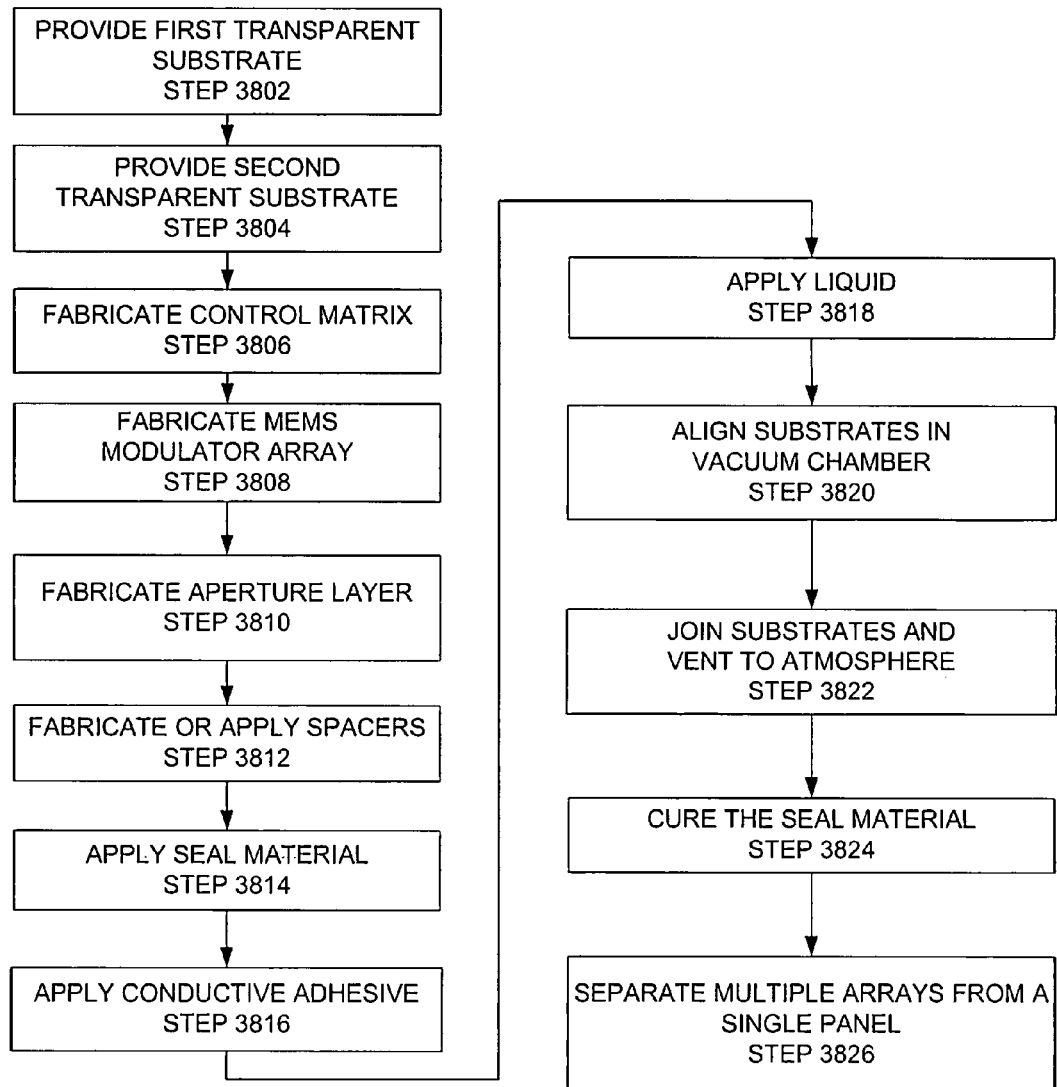 PROVIDE FIRST TRANSPARENT
SUBSTRATE
STEP 3802
PROVIDE SECOND
TRANSPARENT SUBSTRATE
STEP 3804
FABRICATE CONTROL MATRIX
STEP 3806
FABRICATE MEMS
MODULATOR ARRAY
STEP 3808
FABRICATE APERTURE LAYER
STEP 3810
FABRICATE OR APPLY SPACERS
STEP 3812
APPLY SEAL MATERIAL
STEP 3814
APPLY CONDUCTIVE ADHESIVE
STEP 3816
APPLY LIQUID
STEP 3818
ALIGN SUBSTRATES IN
VACUUM CHAMBER
STEP 3820
JOIN SUBSTRATES AND
VENT TO ATMOSPHERE
STEP 3822
CURE THE SEAL MATERIAL
STEP 3824
SEPARATE MULTIPLE ARRAYS FROM A
SINGLE PANEL
STEP 3826